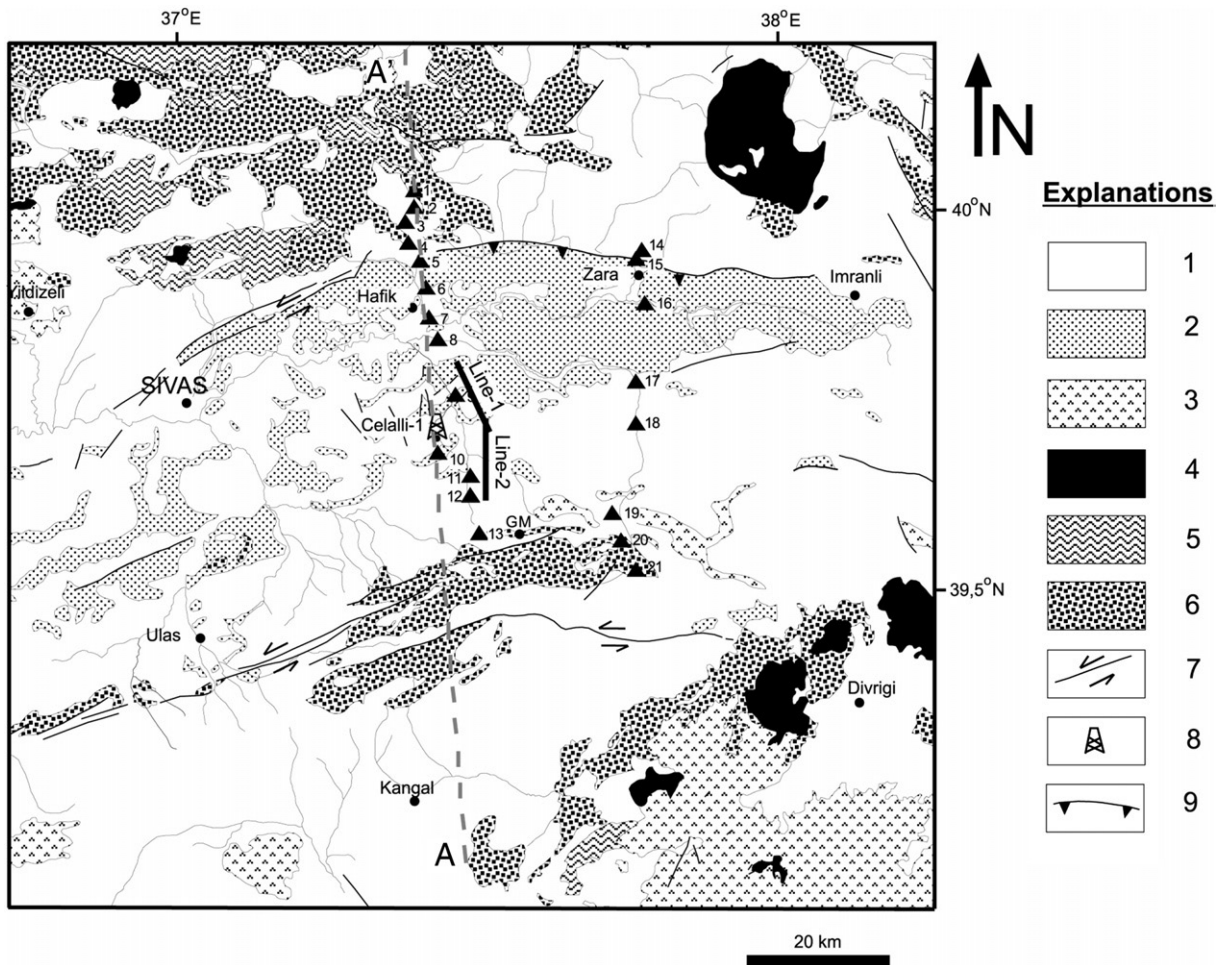 37°E
38°E
A'
N
1
2
3
4
5
6
7
8
14
15
16
40°N
Explanations
Zara
Imranli
Hafik
SIVAS
Line-1
Line-2
Celalli-1
17
18
10
11
12
13
GM
19
20
21
39,5°N
Ulas
Divrigi
Kangal
A
1
2
3
4
5
6
7
8
9
20 km